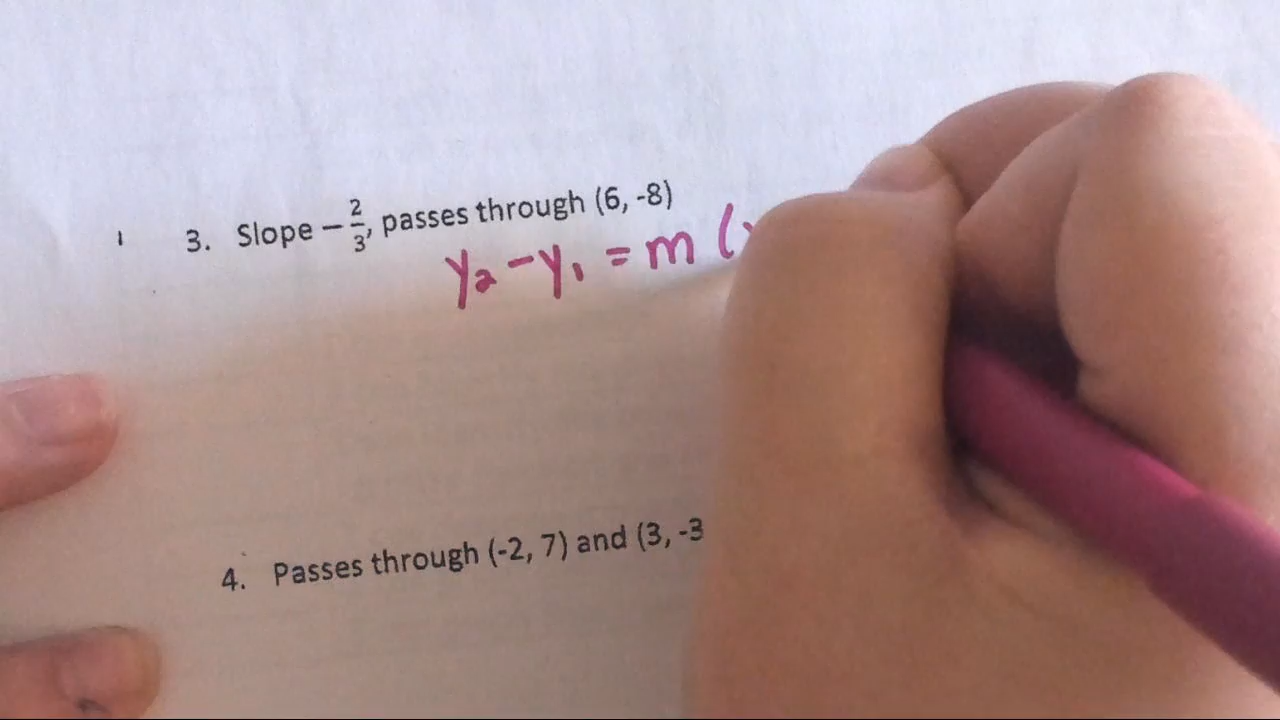 3. Slope −2/3, passes through (6, -8)
y₂ − y₁ = m (
4. Passes through (-2, 7) and (3, -3